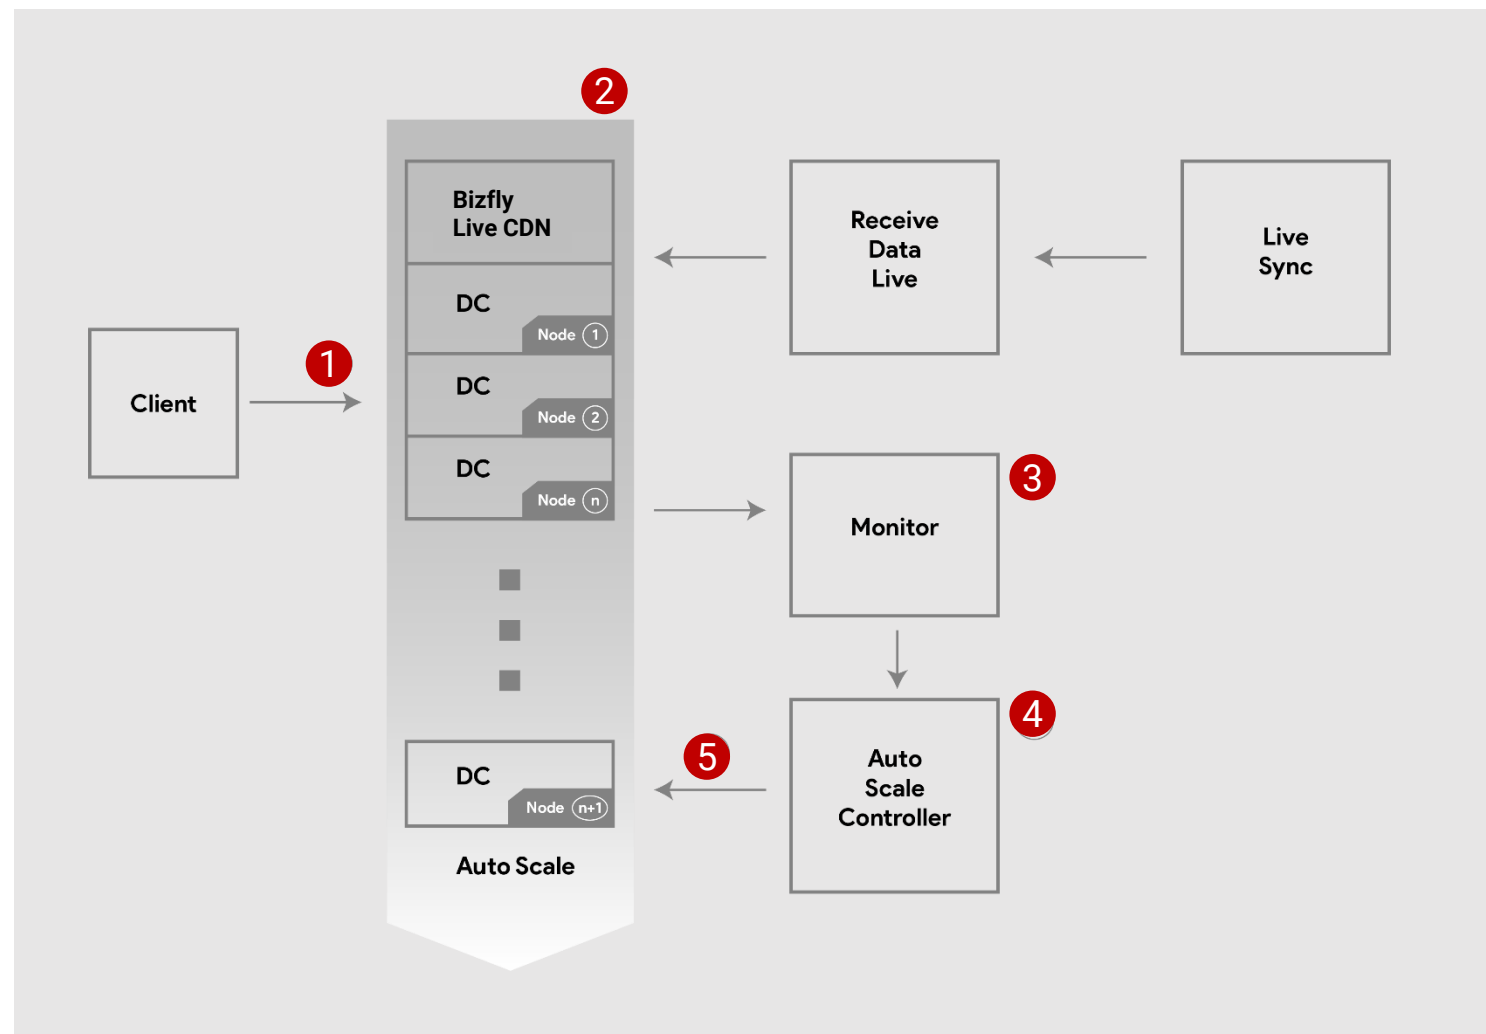 2
Bizfly
Live CDN
DC
Node 1
DC
Node 2
DC
Node n
DC
Node n+1
Auto Scale
Client
1
Receive
Data
Live
Live
Sync
Monitor
3
Auto
Scale
Controller
4
5